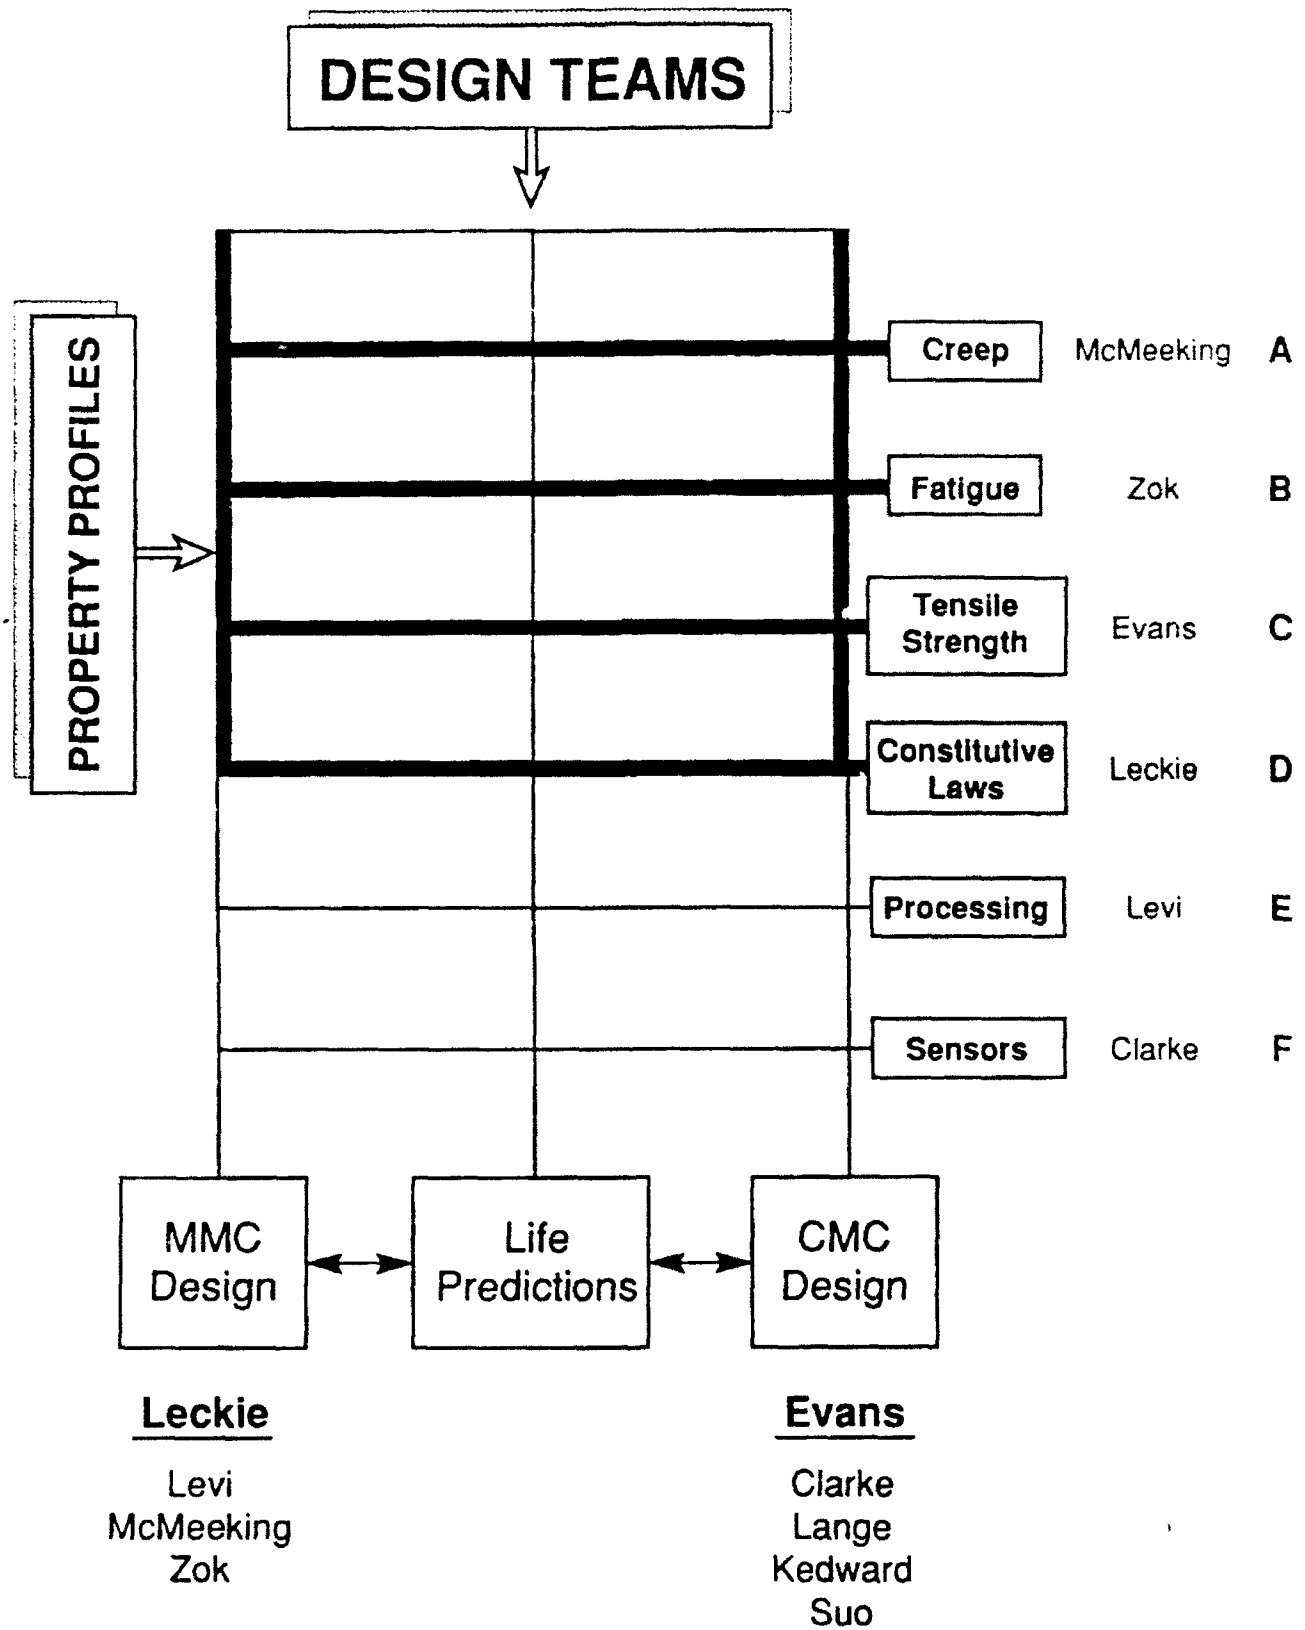 DESIGN TEAMS
PROPERTY PROFILES
Creep McMeeking A
Fatigue Zok B
Tensile
Strength Evans C
Constitutive
Laws Leckie D
Processing Levi E
Sensors Clarke F
MMC
Design
Life
Predictions
CMC
Design
Leckie
Levi
McMeeking
Zok
Evans
Clarke
Lange
Kedward
Suo